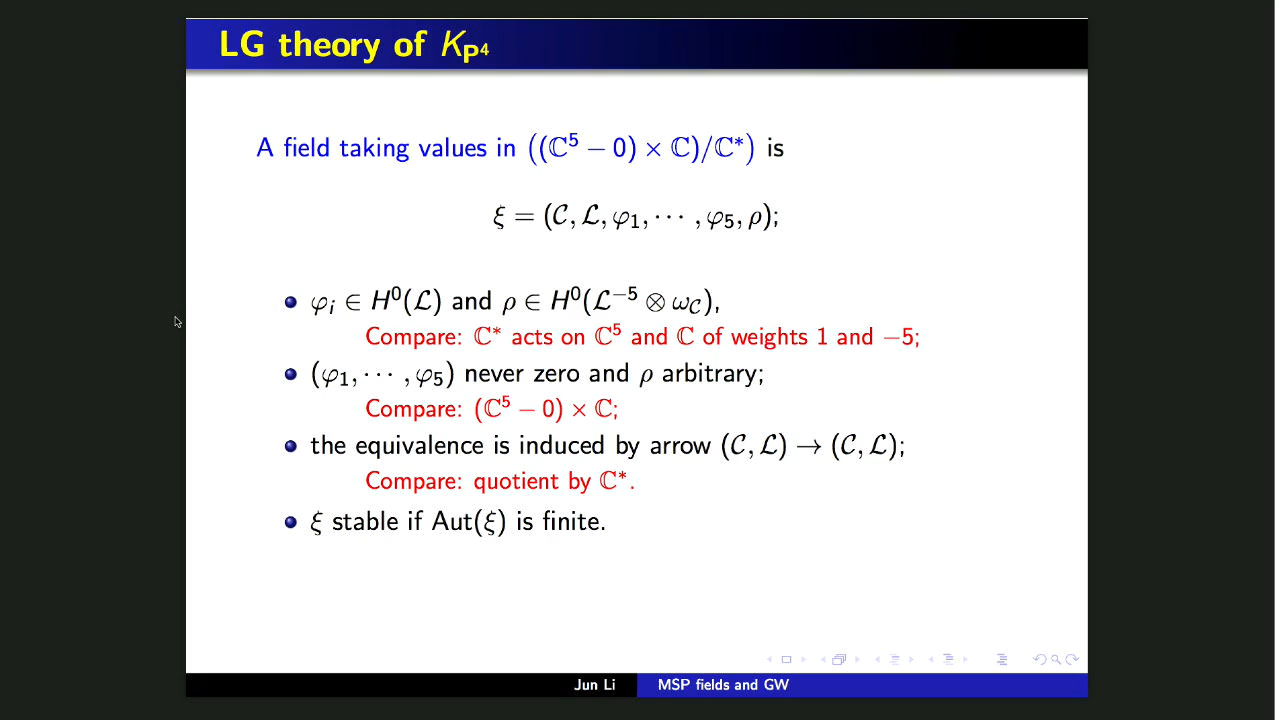 LG theory of K_{P^4}
A field taking values in ((ℂ^5 − 0) × ℂ)/ℂ*) is
ξ = (𝒞, ℒ, φ_1, ⋯ , φ_5, ρ);
φ_i ∈ H^0(ℒ) and ρ ∈ H^0(ℒ^{−5} ⊗ ω_𝒞),
Compare: ℂ* acts on ℂ^5 and ℂ of weights 1 and −5;
(φ_1, ⋯ , φ_5) never zero and ρ arbitrary;
Compare: (ℂ^5 − 0) × ℂ;
the equivalence is induced by arrow (𝒞, ℒ) → (𝒞, ℒ);
Compare: quotient by ℂ*.
ξ stable if Aut(ξ) is finite.
Jun Li MSP fields and GW